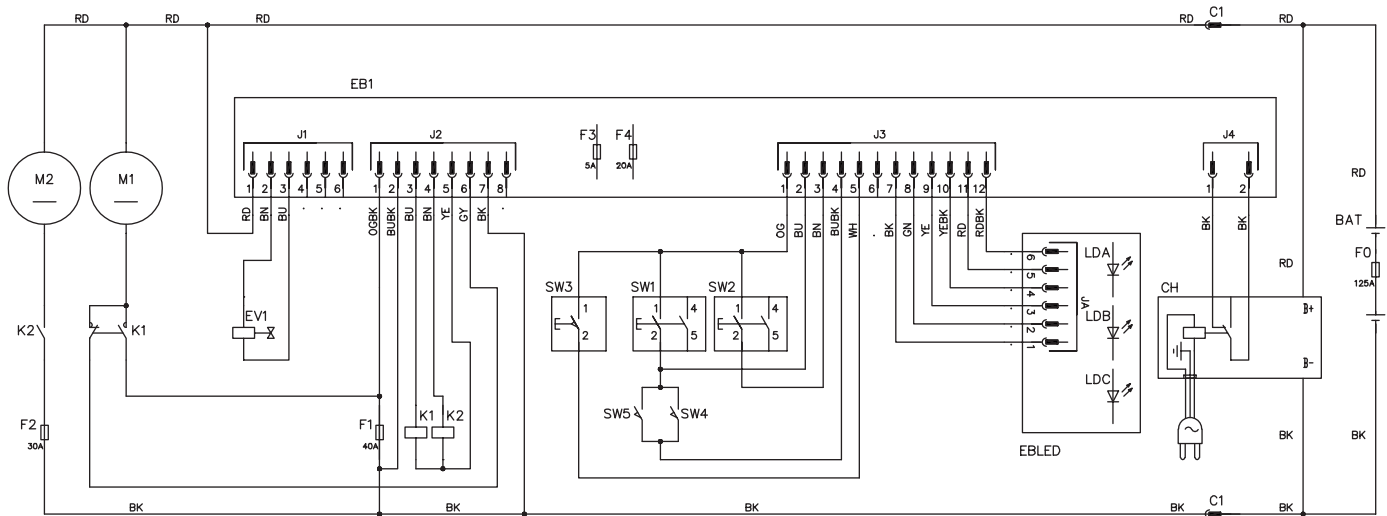 RD RD RD RD C1 RD
EB1
J1 J2 F3 F4 J3 J4
5A 20A
M2 M1
1 2 3 4 5 6 1 2 3 4 5 6 7 8 1 2 3 4 5 6 7 8 9 10 11 12 1 2
RD BN BU . . . OGBK BUBK BU BN YE GY BK . OG BU BN BUBK WH . BK GN YE YEBK RD RDBK BK BK
RD
BAT
F0
125A
RD
LDA
6 5 4 3 2 1
JA
LDB
LDC
EBLED
SW3 SW1 SW2
1 1 4 1 4
2 2 5 2 5
CH
B+
B-
K2 K1 EV1
SW5 SW4
F2 F1 K1 K2
30A 40A
BK BK
BK BK BK C1 BK